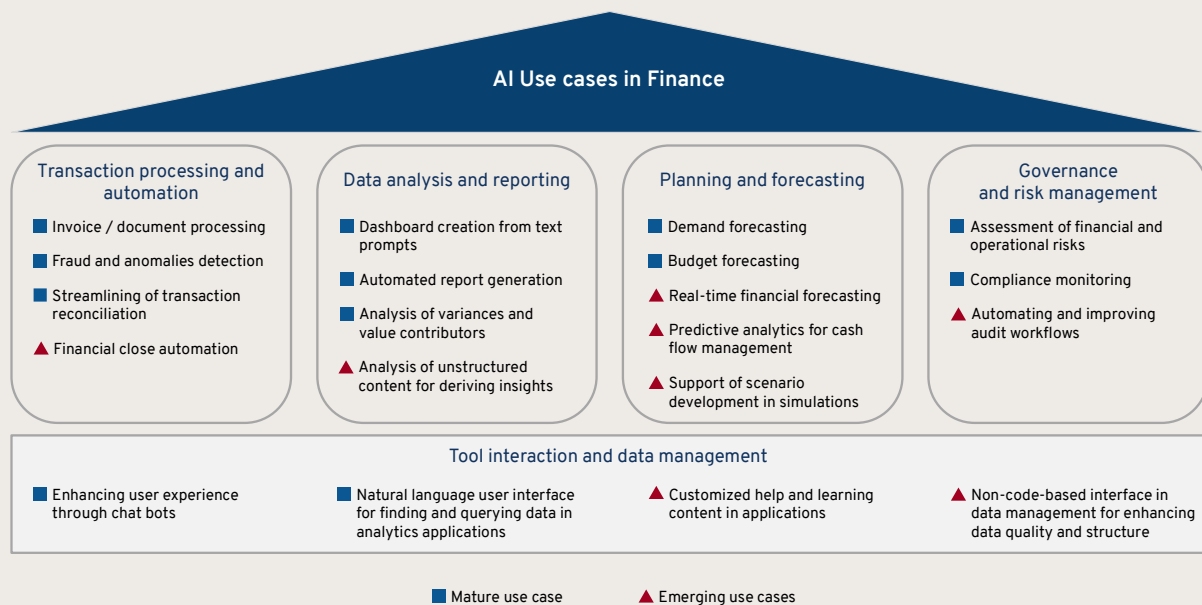 AI Use cases in Finance
Transaction processing and
automation
Invoice / document processing
Fraud and anomalies detection
Streamlining of transaction
reconciliation
Financial close automation
Data analysis and reporting
Dashboard creation from text
prompts
Automated report generation
Analysis of variances and
value contributors
Analysis of unstructured
content for deriving insights
Planning and forecasting
Demand forecasting
Budget forecasting
Real-time financial forecasting
Predictive analytics for cash
flow management
Support of scenario
development in simulations
Governance
and risk management
Assessment of financial and
operational risks
Compliance monitoring
Automating and improving
audit workflows
Tool interaction and data management
Enhancing user experience
through chat bots
Natural language user interface
for finding and querying data in
analytics applications
Customized help and learning
content in applications
Non-code-based interface in
data management for enhancing
data quality and structure
Mature use case
Emerging use cases